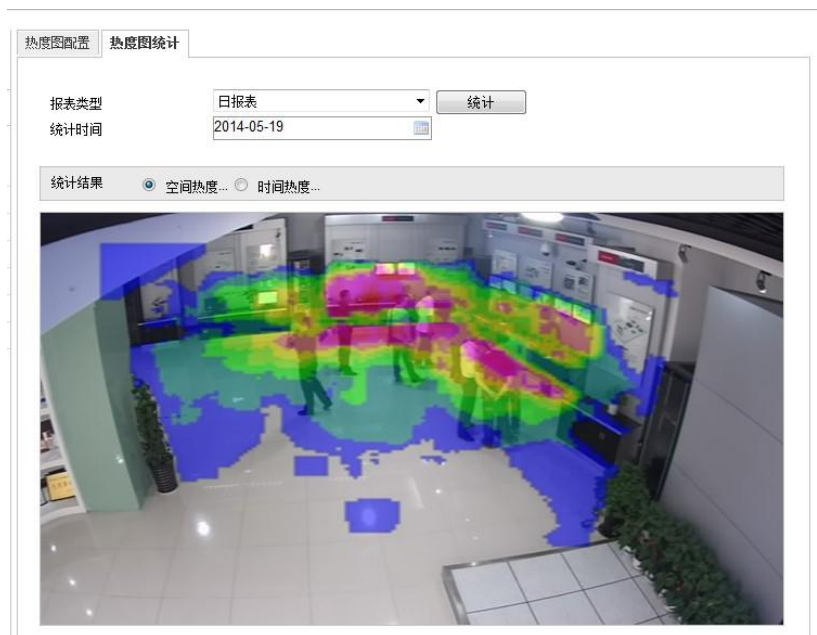 热度图配置 热度图统计
报表类型 日报表 统计
统计时间 2014-05-19
统计结果 空间热度... 时间热度...